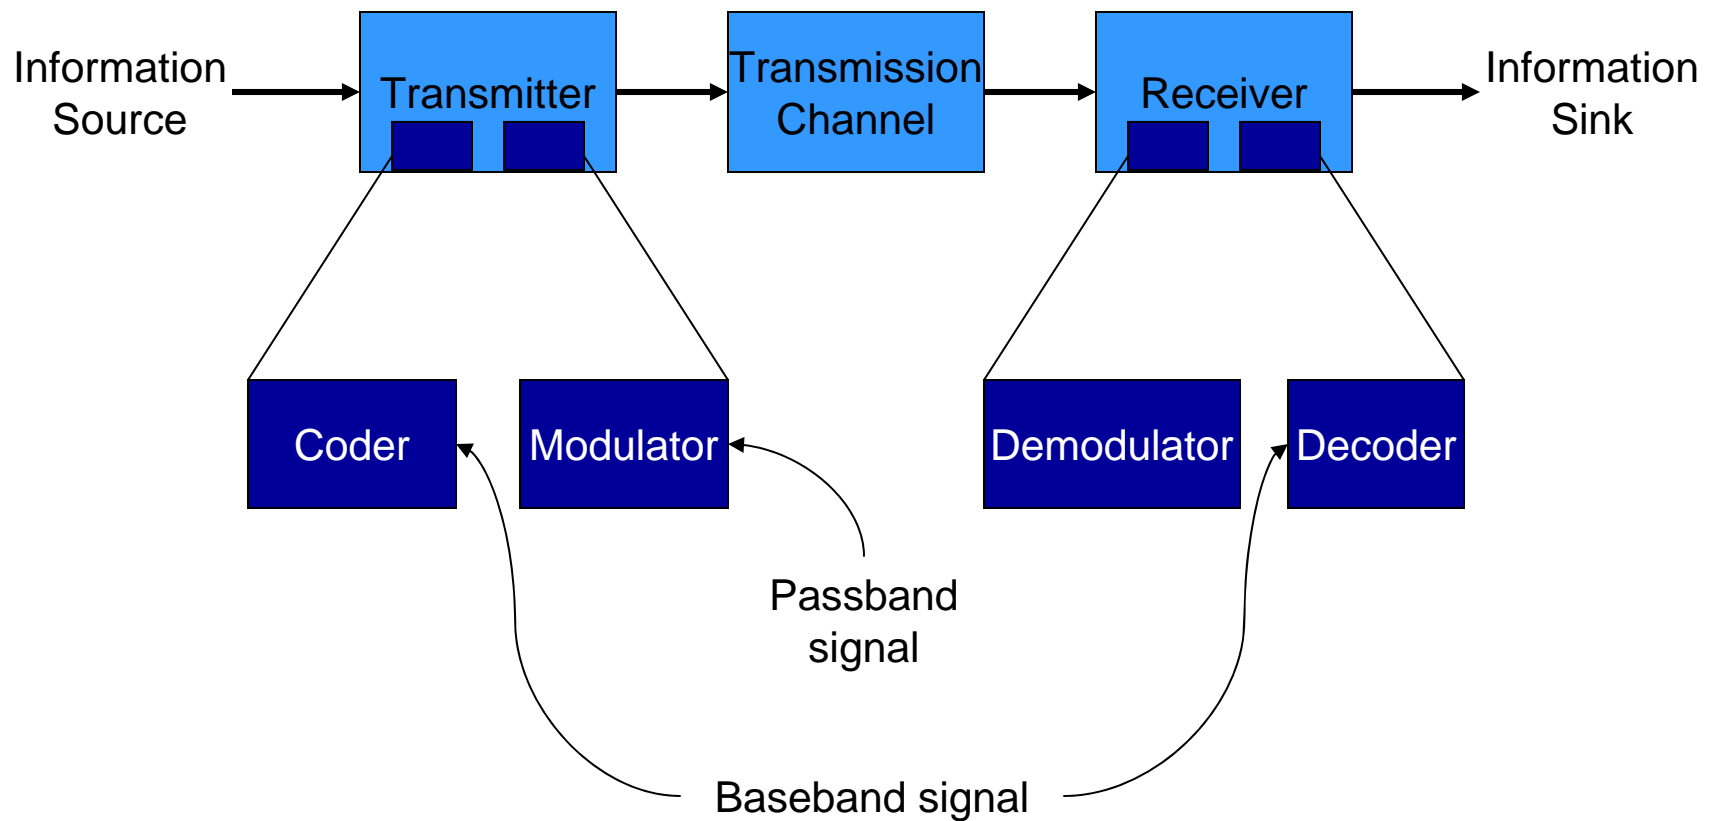 Information
Source
Transmitter
Transmission
Channel
Receiver
Information
Sink
Coder
Modulator
Demodulator
Decoder
Passband
signal
Baseband signal